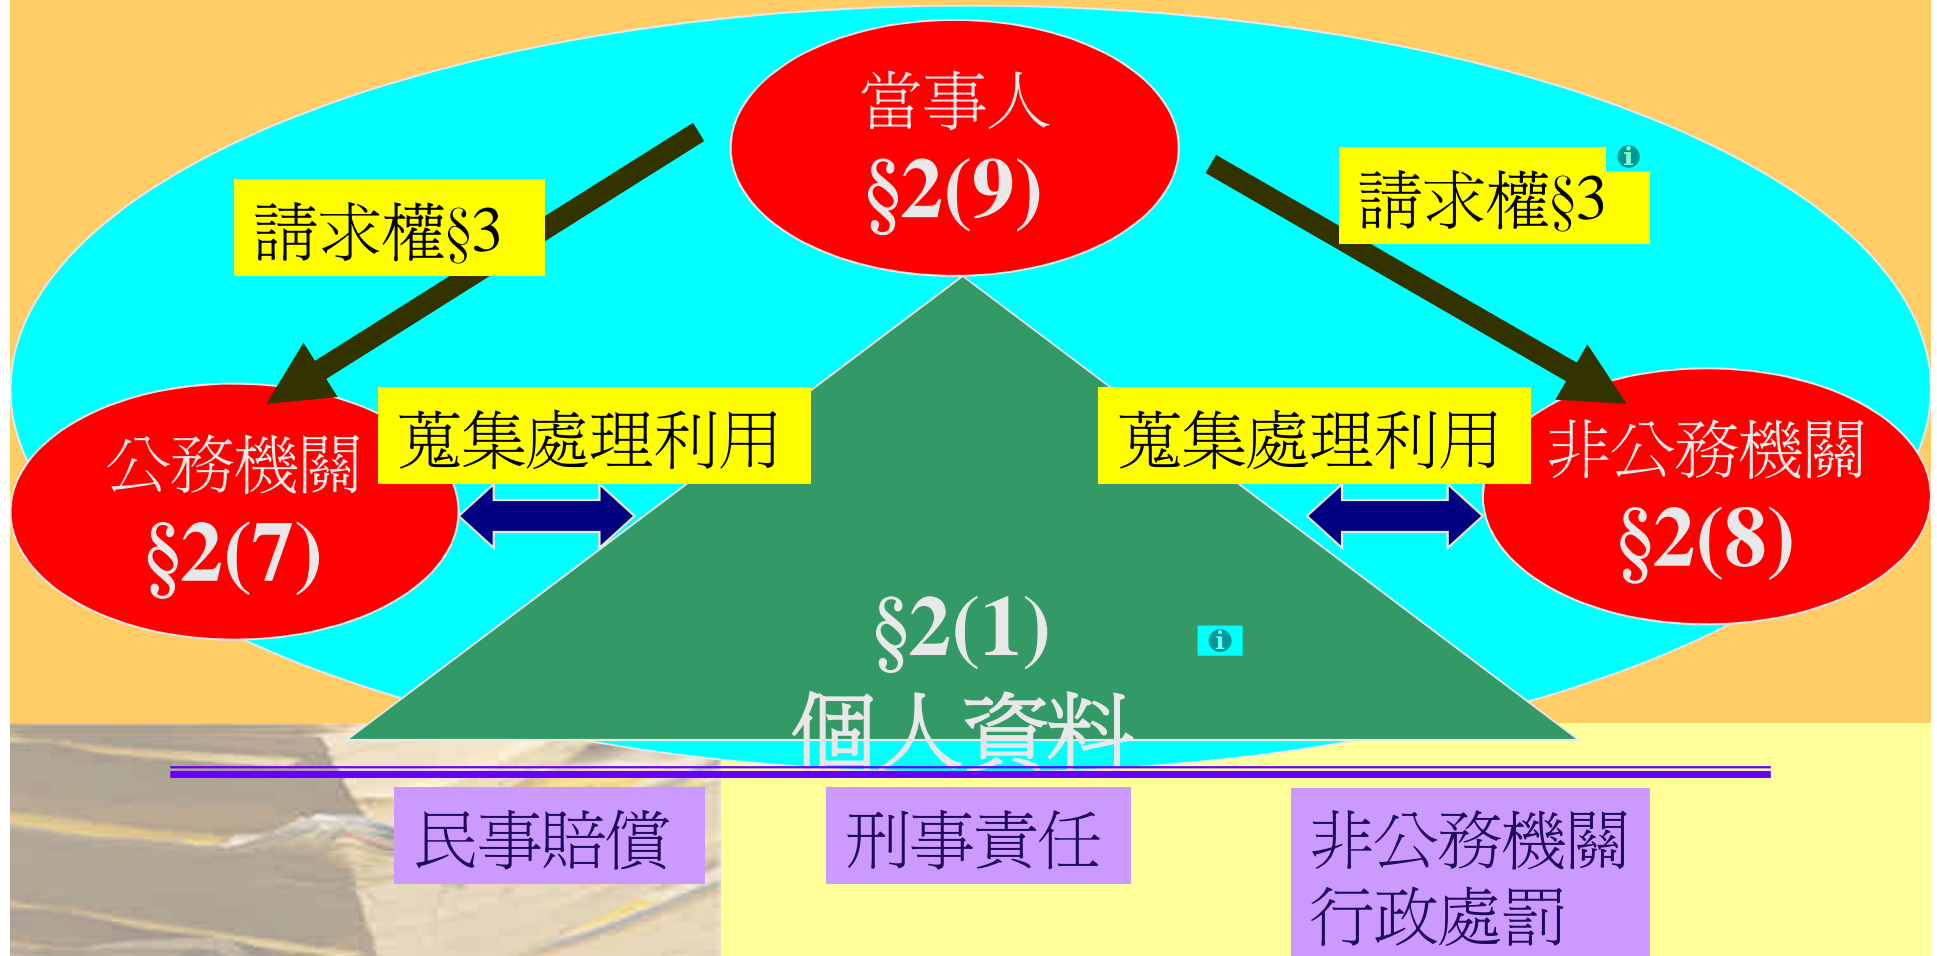 當事人
§2(9)
請求權§3
請求權§3
公務機關
§2(7)
蒐集處理利用
蒐集處理利用
非公務機關
§2(8)
§2(1)
個人資料
民事賠償
刑事責任
非公務機關
行政處罰